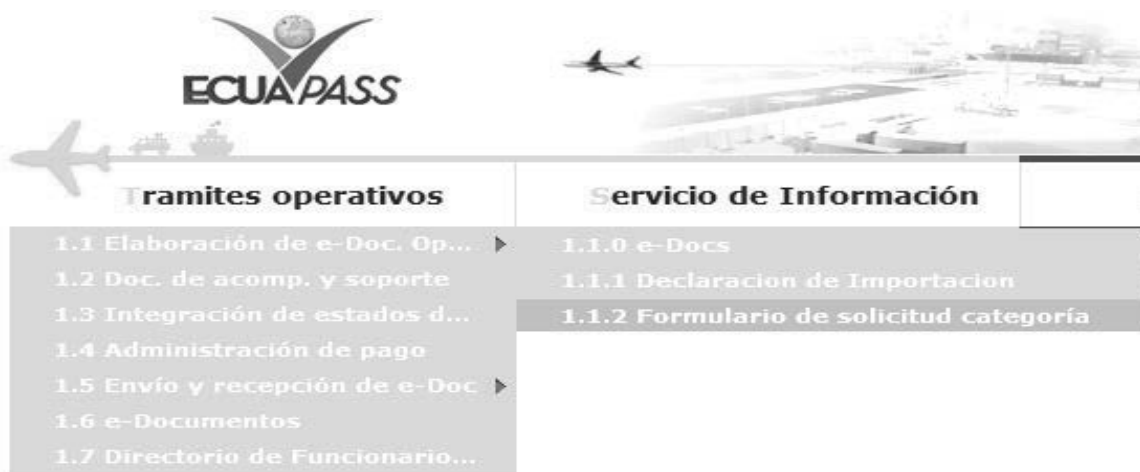 ECUAPASS
Tramites operativos
Servicio de Información
1.1 Elaboración de e-Doc. Op...
1.2 Doc. de acomp. y soporte
1.3 Integración de estados d...
1.4 Administración de pago
1.5 Envío y recepción de e-Doc
1.6 e-Documentos
1.7 Directorio de Funcionario...
1.1.0 e-Docs
1.1.1 Declaracion de Importacion
1.1.2 Formulario de solicitud categoría